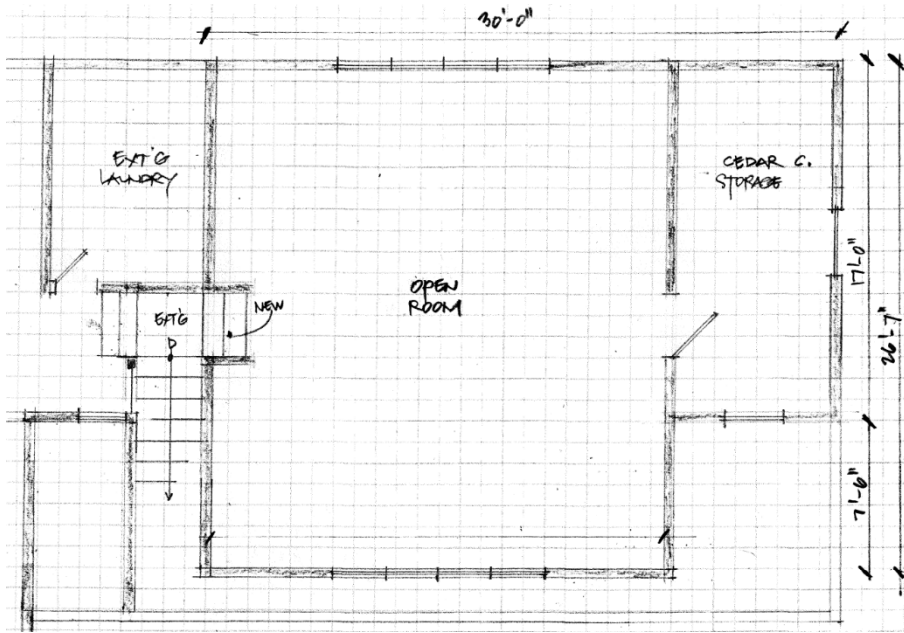 30'-0"
EXT'G
LAUNDRY
CEDAR C.
STORAGE
OPEN
ROOM
EXT'G
NEW
D
17'-0"
26'-7"
7'-6"